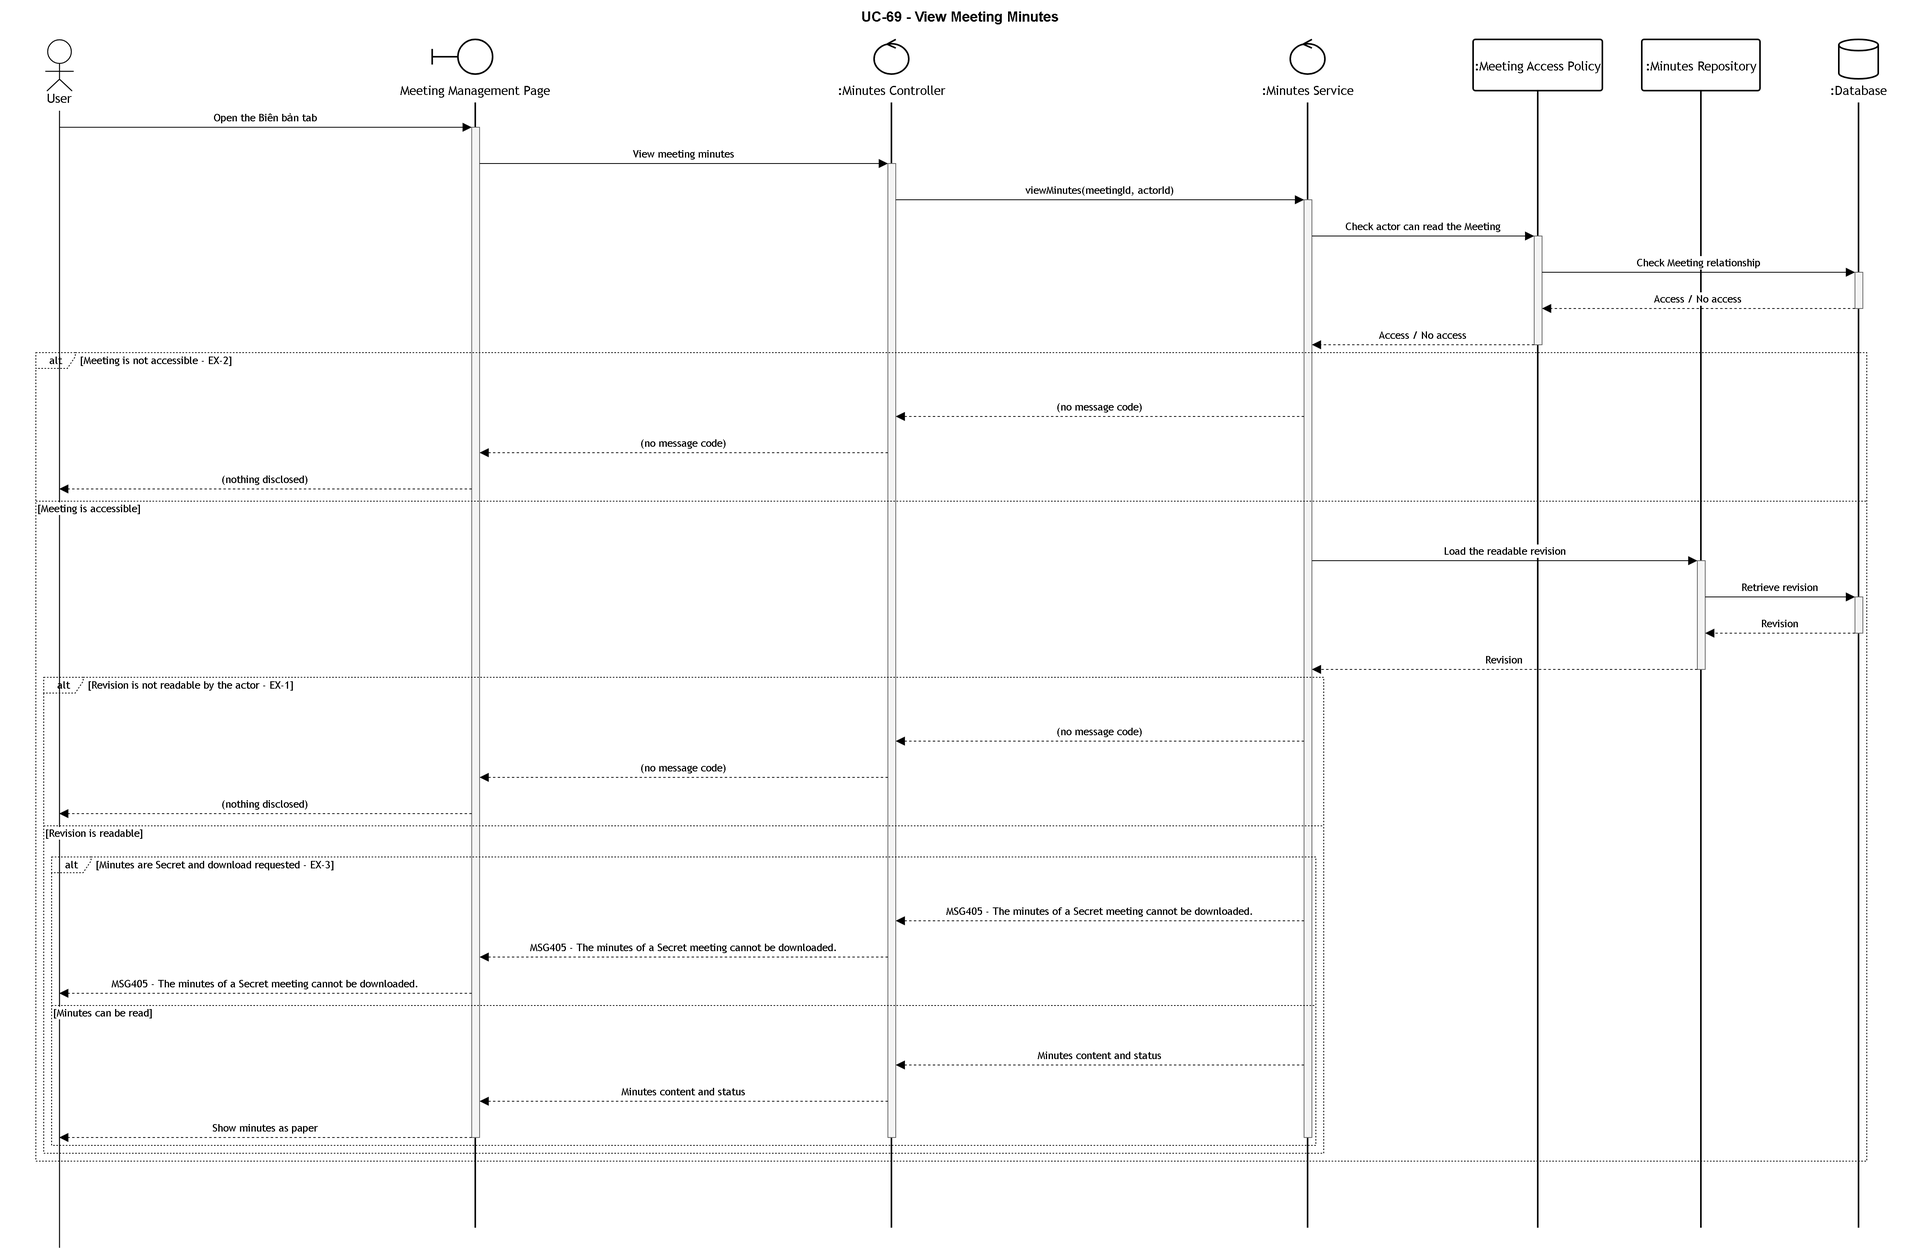 UC-69 - View Meeting Minutes
User
Meeting Management Page
:Minutes Controller
:Minutes Service
:Meeting Access Policy
:Minutes Repository
:Database
Open the Biên bản tab
View meeting minutes
viewMinutes(meetingId, actorId)
Check actor can read the Meeting
Check Meeting relationship
Access / No access
Access / No access
alt [Meeting is not accessible - EX-2]
(no message code)
(no message code)
(nothing disclosed)
[Meeting is accessible]
Load the readable revision
Retrieve revision
Revision
Revision
alt [Revision is not readable by the actor - EX-1]
(no message code)
(no message code)
(nothing disclosed)
[Revision is readable]
alt [Minutes are Secret and download requested - EX-3]
MSG405 - The minutes of a Secret meeting cannot be downloaded.
MSG405 - The minutes of a Secret meeting cannot be downloaded.
MSG405 - The minutes of a Secret meeting cannot be downloaded.
[Minutes can be read]
Minutes content and status
Minutes content and status
Show minutes as paper